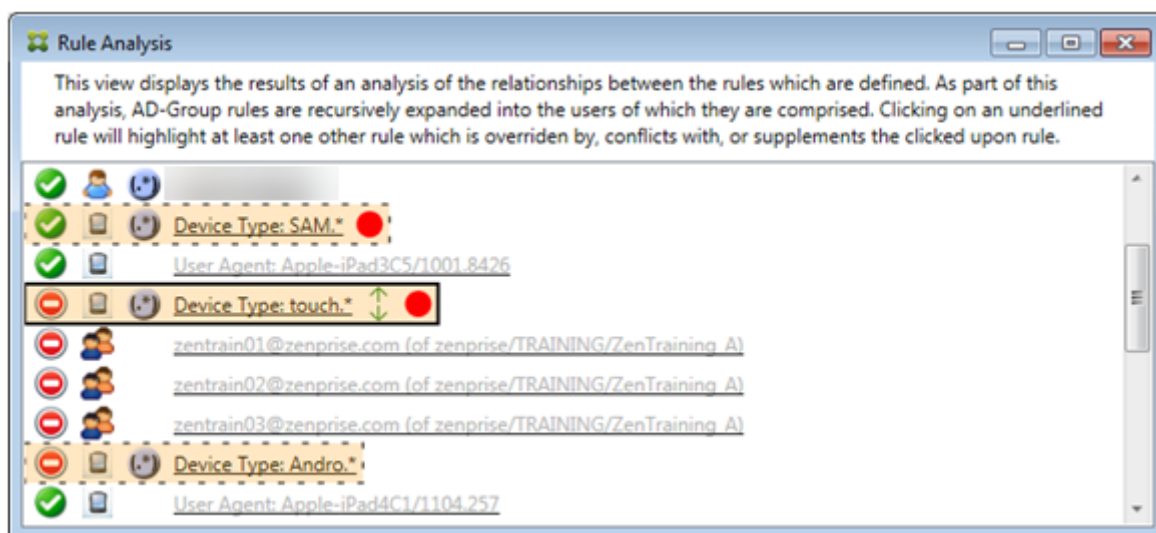 Rule Analysis
This view displays the results of an analysis of the relationships between the rules which are defined. As part of this
analysis, AD-Group rules are recursively expanded into the users of which they are comprised. Clicking on an underlined
rule will highlight at least one other rule which is overriden by, conflicts with, or supplements the clicked upon rule.
(.*)
(.*) Device Type: SAM.*
User Agent: Apple-iPad3C5/1001.8426
(.*) Device Type: touch.*
zentrain01@zenprise.com (of zenprise/TRAINING/ZenTraining_A)
zentrain02@zenprise.com (of zenprise/TRAINING/ZenTraining_A)
zentrain03@zenprise.com (of zenprise/TRAINING/ZenTraining_A)
(.*) Device Type: Andro.*
User Agent: Apple-iPad4C1/1104.257